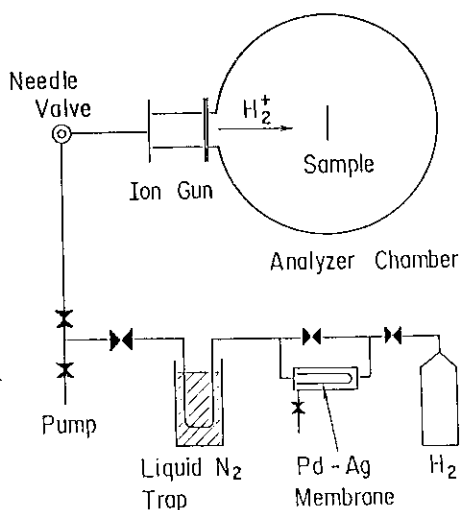 Needle
Valve
H₂⁺
Sample
Ion Gun
Analyzer Chamber
Pump
Liquid N₂
Trap
Pd-Ag
Membrane
H₂